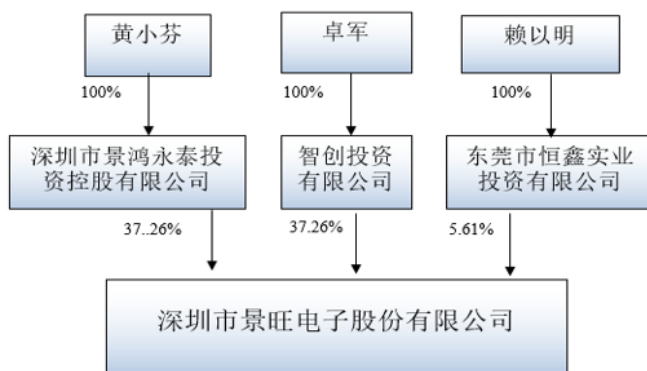 黄小芬
卓军
赖以明
100%
100%
100%
深圳市景鸿永泰投
资控股有限公司
智创投资
有限公司
东莞市恒鑫实业
投资有限公司
37..26%
37.26%
5.61%
深圳市景旺电子股份有限公司